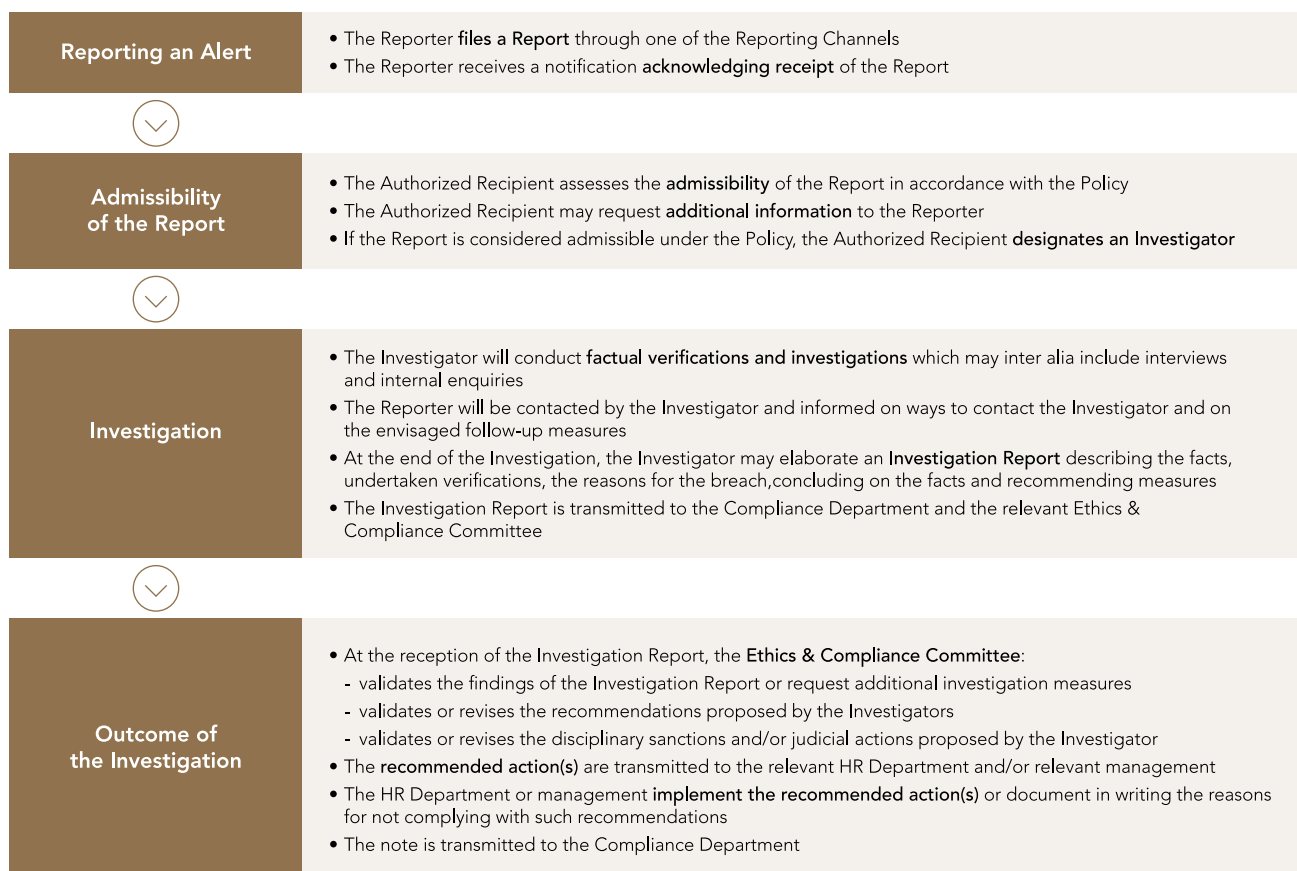 Reporting an Alert
• The Reporter files a Report through one of the Reporting Channels
• The Reporter receives a notification acknowledging receipt of the Report
Admissibility
of the Report
• The Authorized Recipient assesses the admissibility of the Report in accordance with the Policy
• The Authorized Recipient may request additional information to the Reporter
• If the Report is considered admissible under the Policy, the Authorized Recipient designates an Investigator
Investigation
• The Investigator will conduct factual verifications and investigations which may inter alia include interviews
and internal enquiries
• The Reporter will be contacted by the Investigator and informed on ways to contact the Investigator and on
the envisaged follow-up measures
• At the end of the Investigation, the Investigator may elaborate an Investigation Report describing the facts,
undertaken verifications, the reasons for the breach,concluding on the facts and recommending measures
• The Investigation Report is transmitted to the Compliance Department and the relevant Ethics &
Compliance Committee
Outcome of
the Investigation
• At the reception of the Investigation Report, the Ethics & Compliance Committee:
- validates the findings of the Investigation Report or request additional investigation measures
- validates or revises the recommendations proposed by the Investigators
- validates or revises the disciplinary sanctions and/or judicial actions proposed by the Investigator
• The recommended action(s) are transmitted to the relevant HR Department and/or relevant management
• The HR Department or management implement the recommended action(s) or document in writing the reasons
for not complying with such recommendations
• The note is transmitted to the Compliance Department